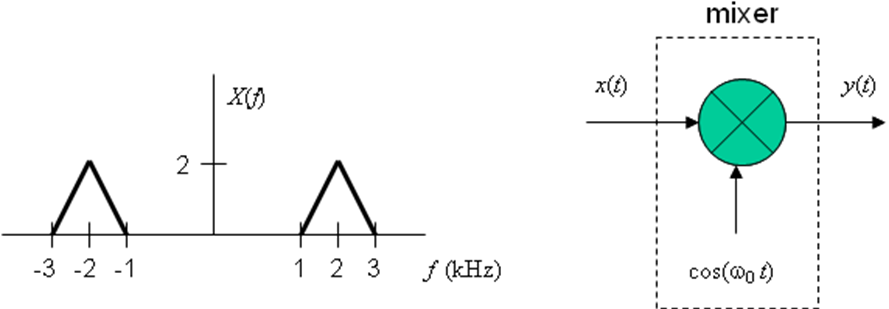 mixer
X(f)
x(t)
y(t)
2
-3 -2 -1 1 2 3 f (kHz)
cos(ω₀ t)